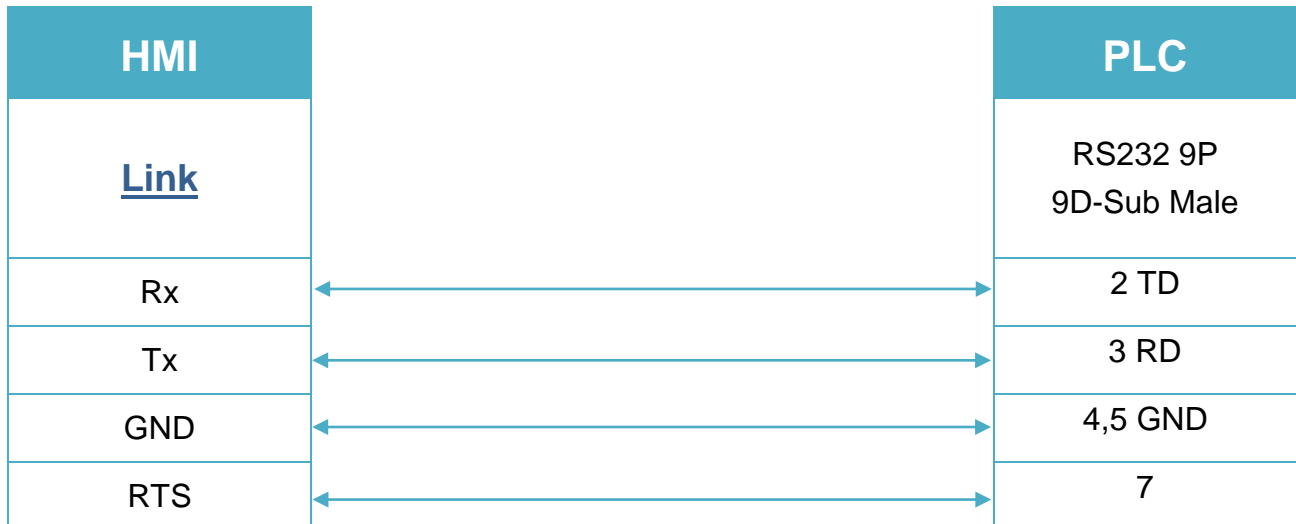 HMI
PLC
Link
RS232 9P
9D-Sub Male
Rx
2 TD
Tx
3 RD
GND
4,5 GND
RTS
7